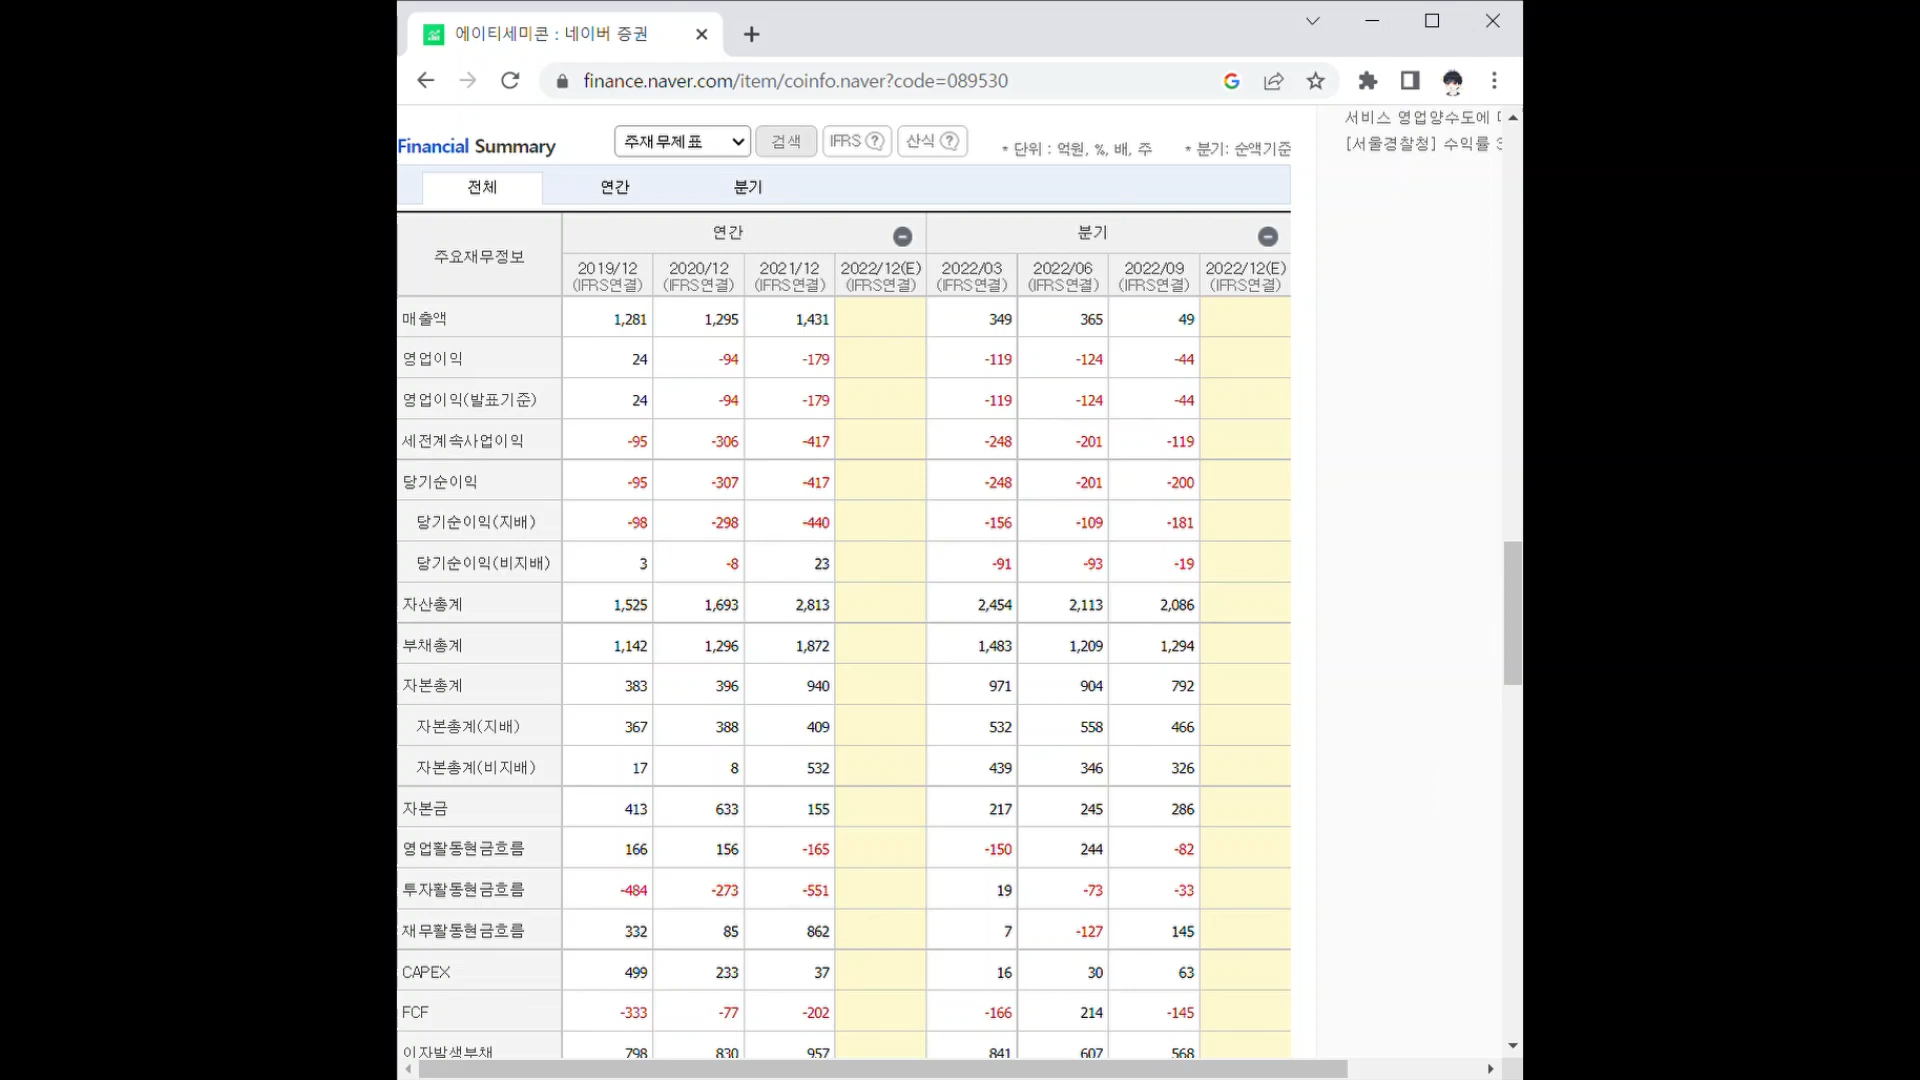 에이티세미콘 : 네이버 증권
finance.naver.com/item/coinfo.naver?code=089530
서비스 영업양수도에
[서울경찰청] 수익률
Financial Summary 주재무제표 검색 IFRS ? 산식 ? * 단위 : 억원, %, 배, 주 * 분기: 순액기준
전체 연간 분기
주요재무정보 연간 분기
2019/12 2020/12 2021/12 2022/12(E) 2022/03 2022/06 2022/09 2022/12(E)
(IFRS연결) (IFRS연결) (IFRS연결) (IFRS연결) (IFRS연결) (IFRS연결) (IFRS연결) (IFRS연결)
매출액 1,281 1,295 1,431 349 365 49
영업이익 24 -94 -179 -119 -124 -44
영업이익(발표기준) 24 -94 -179 -119 -124 -44
세전계속사업이익 -95 -306 -417 -248 -201 -119
당기순이익 -95 -307 -417 -248 -201 -200
당기순이익(지배) -98 -298 -440 -156 -109 -181
당기순이익(비지배) 3 -8 23 -91 -93 -19
자산총계 1,525 1,693 2,813 2,454 2,113 2,086
부채총계 1,142 1,296 1,872 1,483 1,209 1,294
자본총계 383 396 940 971 904 792
자본총계(지배) 367 388 409 532 558 466
자본총계(비지배) 17 8 532 439 346 326
자본금 413 633 155 217 245 286
영업활동현금흐름 166 156 -165 -150 244 -82
투자활동현금흐름 -484 -273 -551 19 -73 -33
재무활동현금흐름 332 85 862 7 -127 145
CAPEX 499 233 37 16 30 63
FCF -333 -77 -202 -166 214 -145
이자발생부채 798 830 957 841 607 568